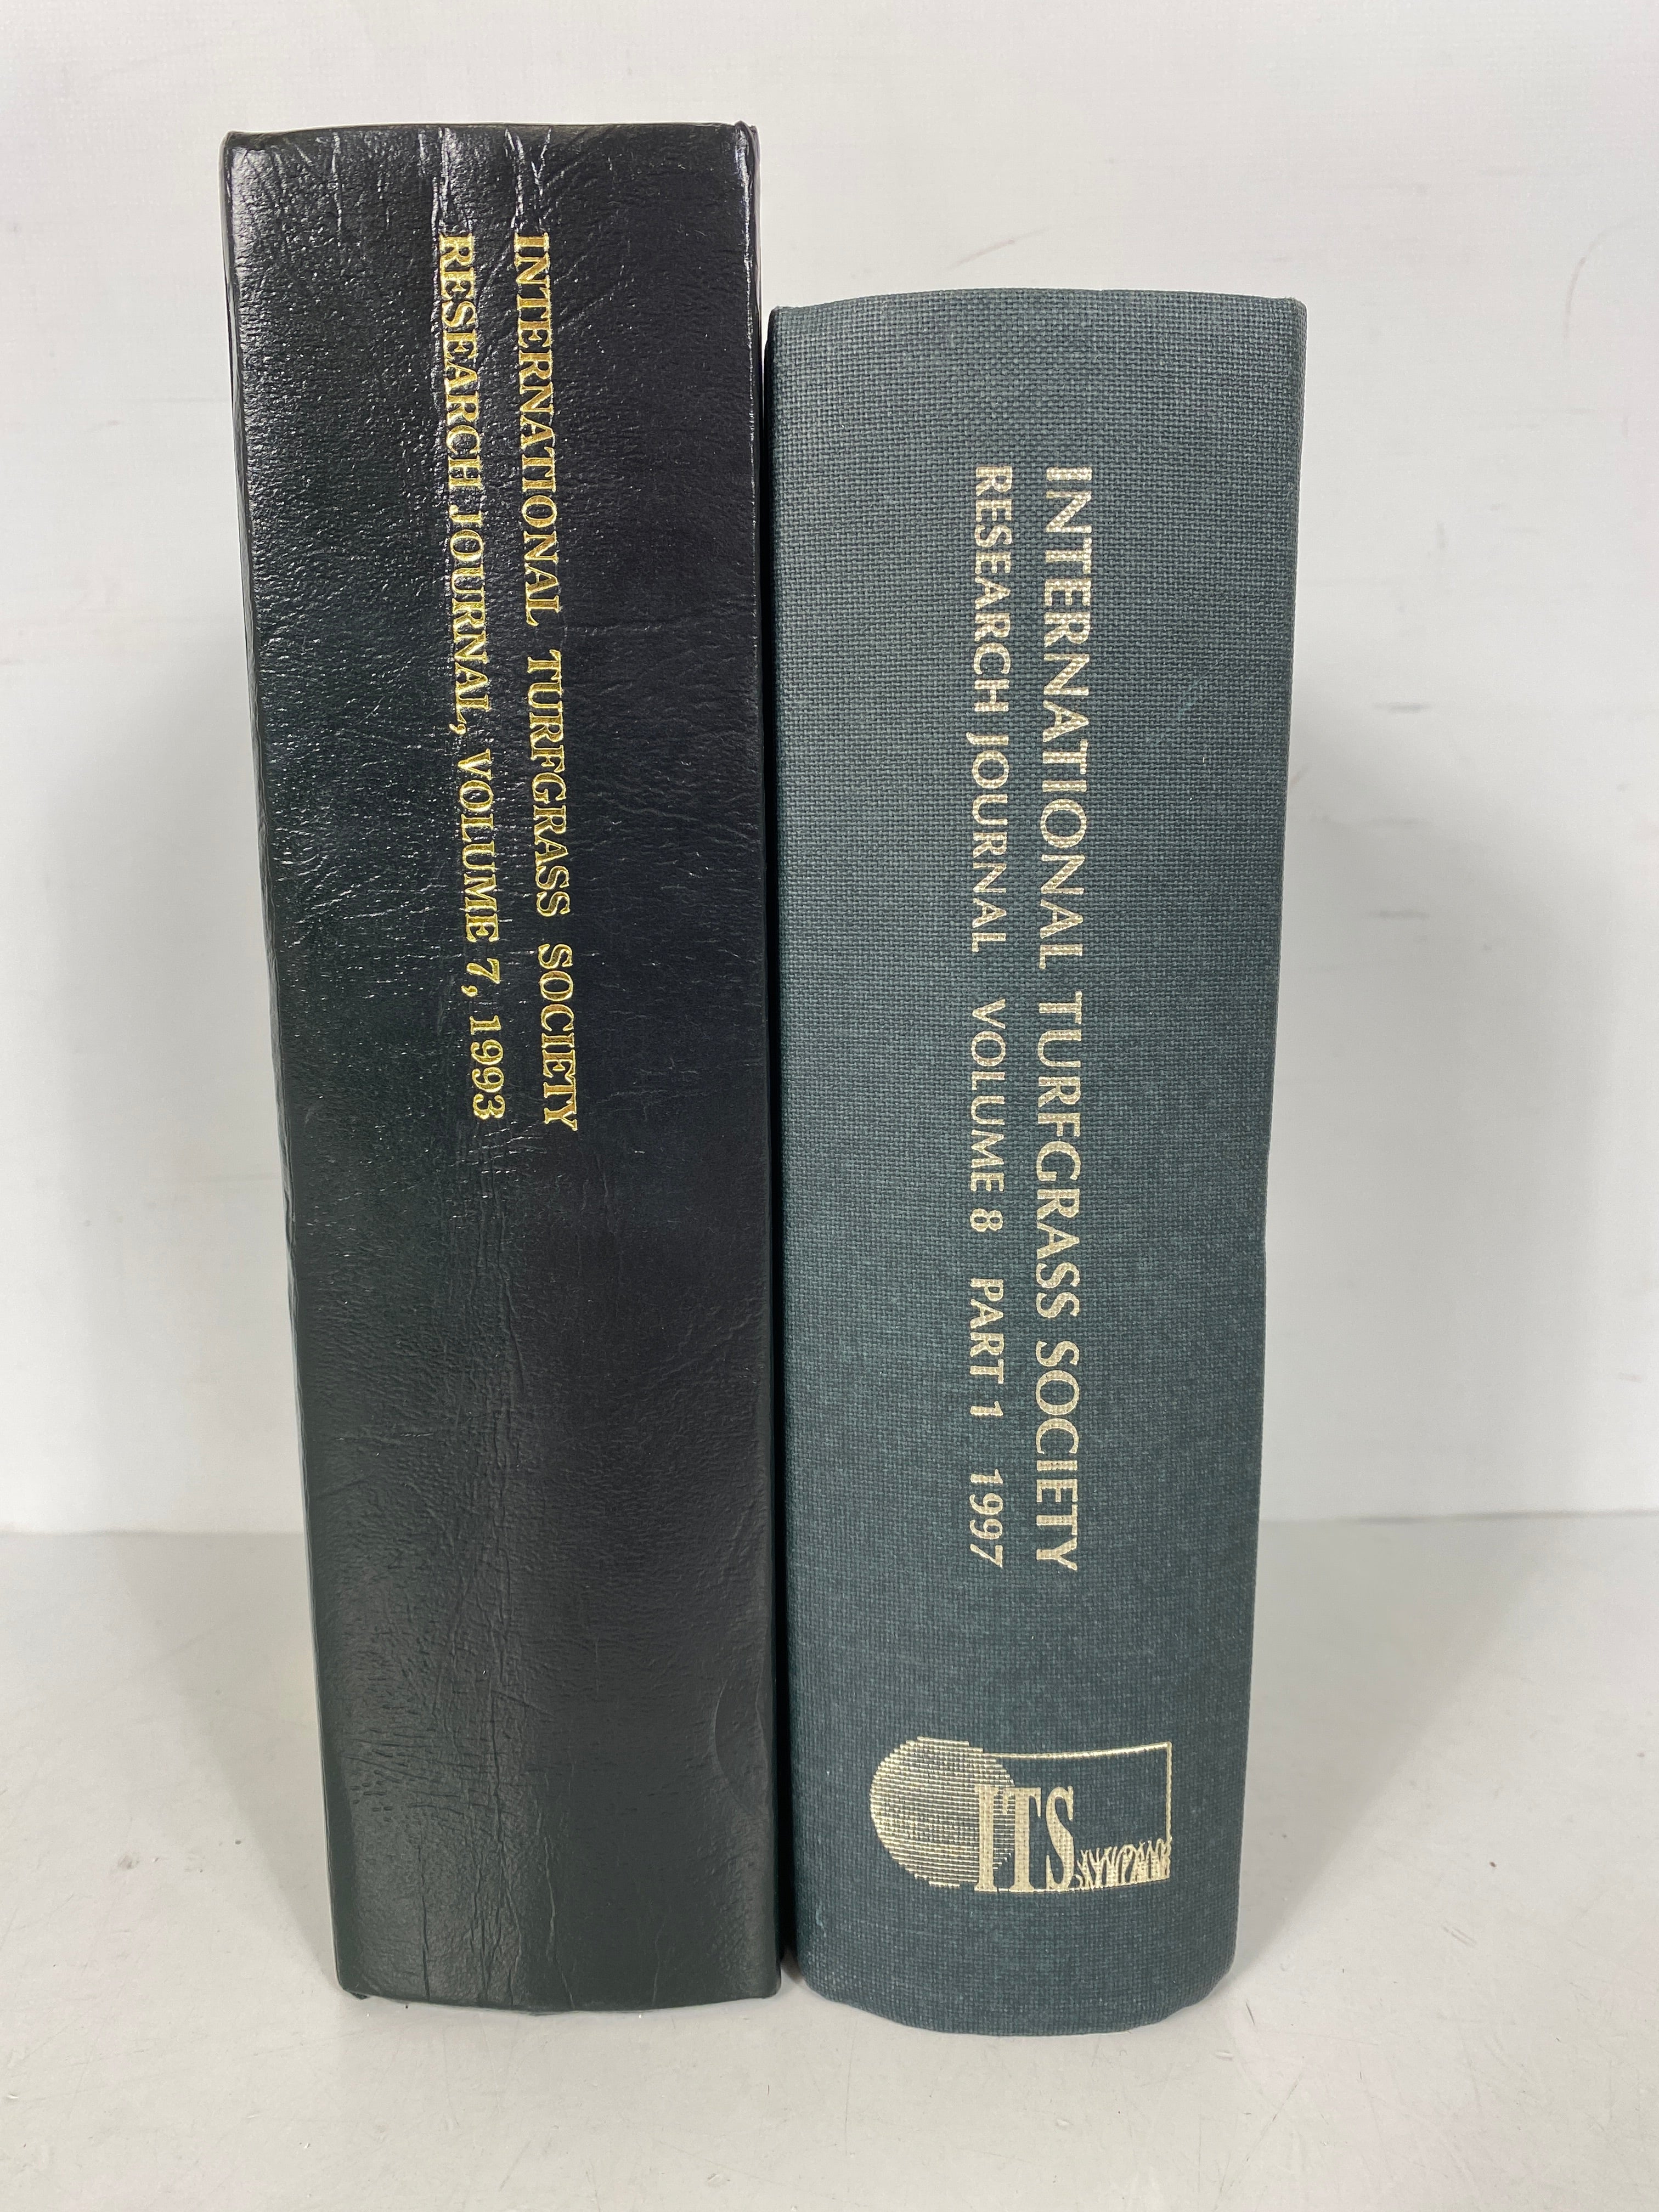 INTERNATIONAL TURFGRASS SOCIETY
RESEARCH JOURNAL, VOLUME 7, 1993
INTERNATIONAL TURFGRASS SOCIETY
RESEARCH JOURNAL VOLUME 8 PART 1 1997
ITS